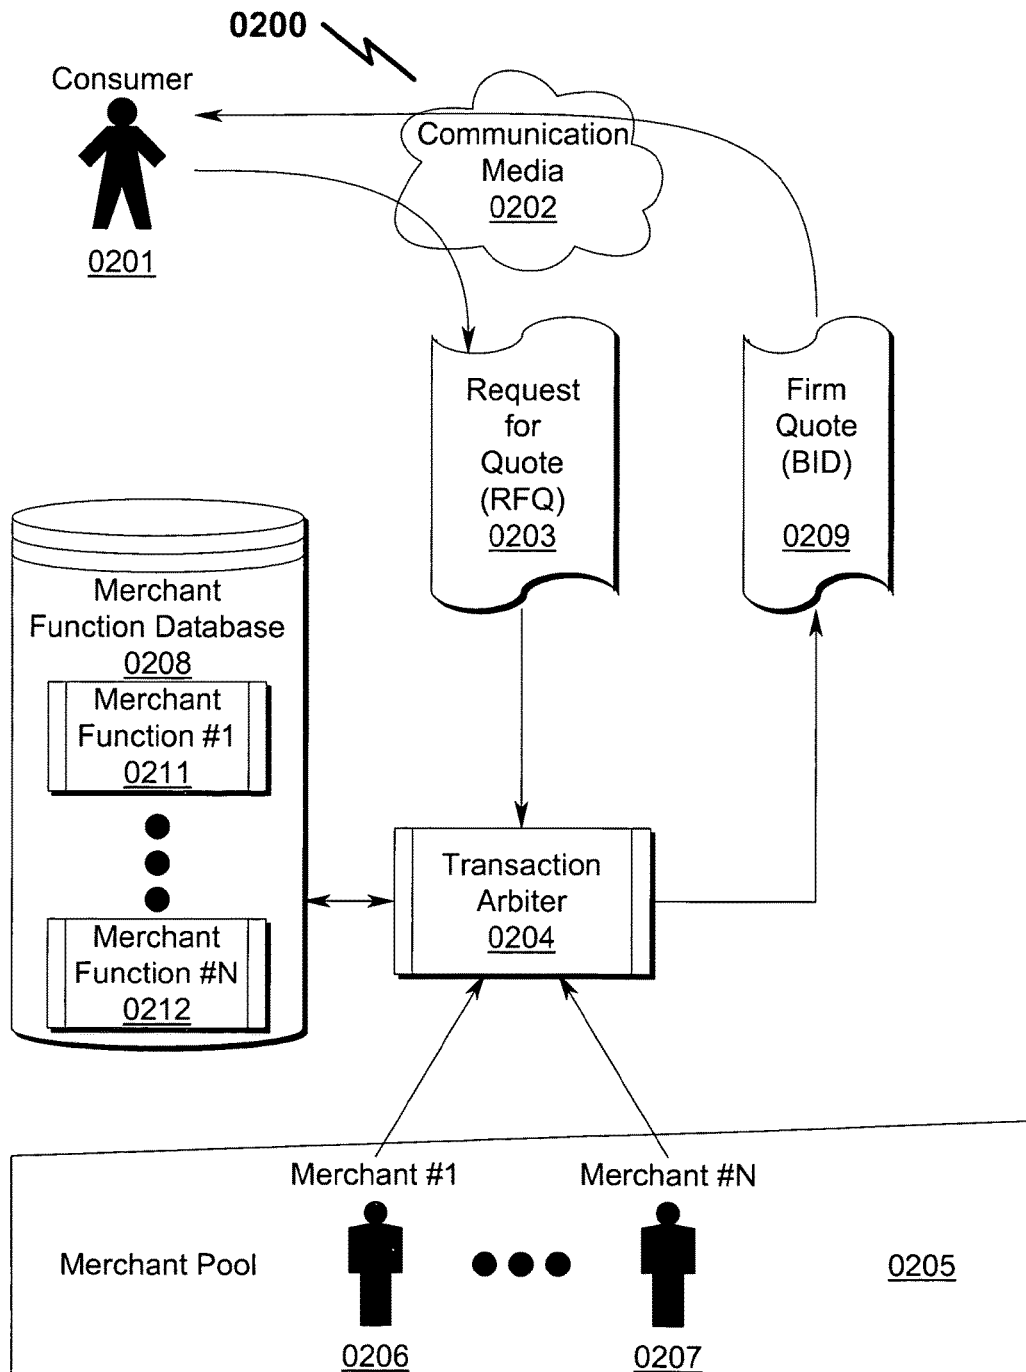 0200
Consumer
0201
Communication
Media
0202
Request
for
Quote
(RFQ)
0203
Firm
Quote
(BID)
0209
Merchant
Function Database
0208
Merchant
Function #1
0211
Merchant
Function #N
0212
Transaction
Arbiter
0204
Merchant #1
Merchant #N
Merchant Pool
0205
0206
0207